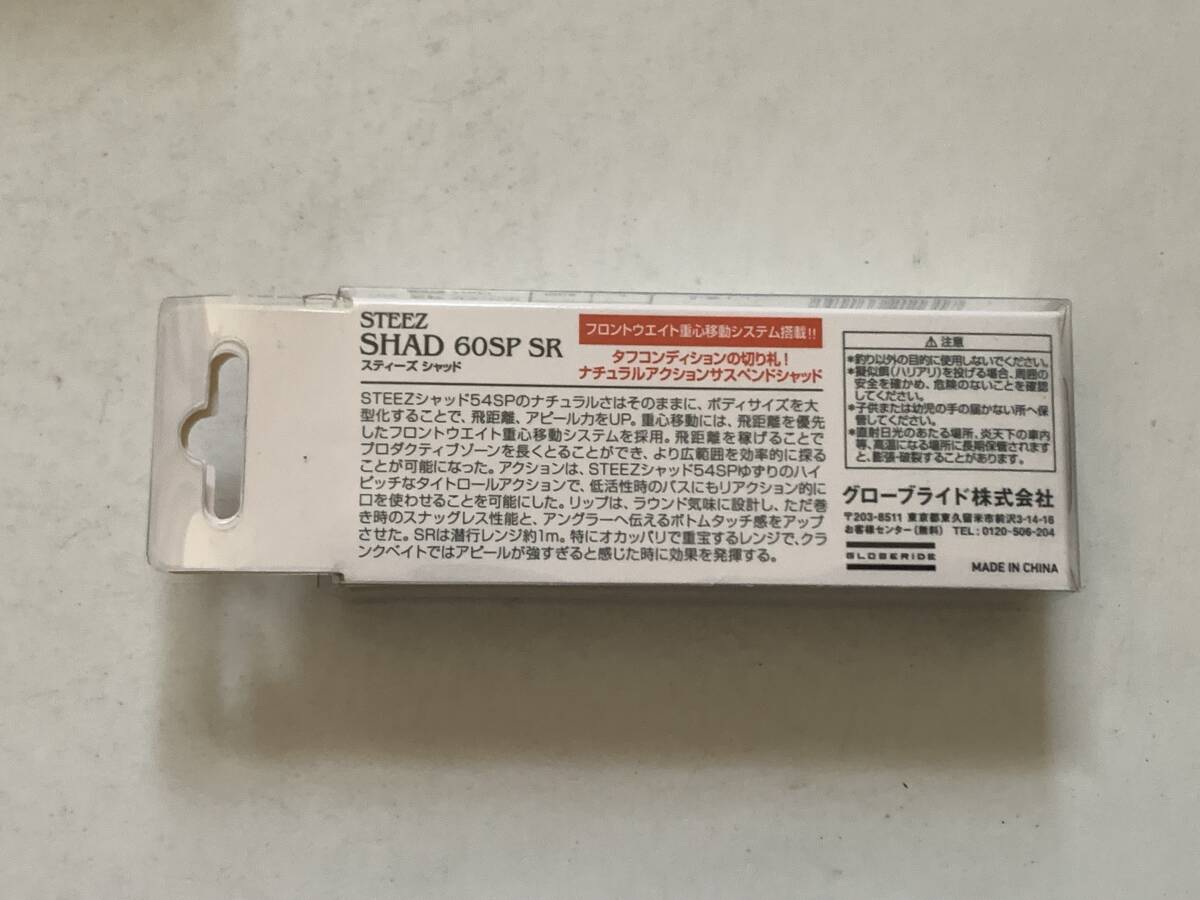 STEEZ
SHAD 60SP SR
スティーズ シャッド
フロントウエイト重心移動システム搭載!!
タフコンディションの切り札!
ナチュラルアクションサスペンドシャッド
STEEZシャッド54SPのナチュラルさはそのままに、ボディサイズを大
型化することで、飛距離、アピール力をUP。重心移動には、飛距離を優先
したフロントウエイト重心移動システムを採用。飛距離を稼げることで
プロダクティブゾーンを長くとることができ、より広範囲を効率的に探る
ことが可能になった。アクションは、STEEZシャッド54SPゆずりのハイ
ピッチなタイトロールアクションで、低活性時のバスにもリアクション的に
口を使わせることを可能にした。リップは、ラウンド気味に設計し、ただ巻
き時のスナッグレス性能と、アングラーへ伝えるボトムタッチ感をアップ
させた。SRは潜行レンジ約1m。特にオカッパリで重宝するレンジで、クラ
ンクベイトではアピールが強すぎると感じた時に効果を発揮する。
⚠ 注意
*釣り以外の目的に使用しないでください。
*擬似餌(ハリアリ)を投げる場合、周囲の
安全を確かめ、危険のないことを確認
してください。
*子供または幼児の手の届かない所へ保
管してください。
*直射日光のあたる場所、炎天下の車内
等、高温になる場所に長期保管されますと、膨張・破裂することがあります。
グローブライド株式会社
〒203-8511 東京都東久留米市前沢3-14-16
お客様センター(無料) TEL:0120-506-204
GLOBERIDE
MADE IN CHINA